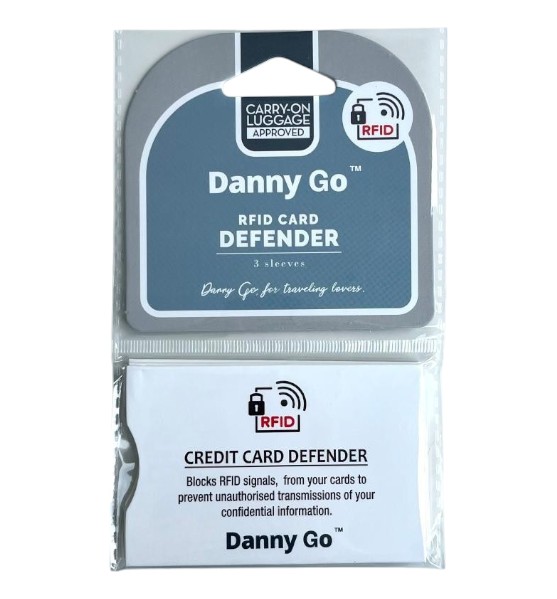 CARRY-ON
LUGGAGE
APPROVED
RFID
Danny Go™
RFID CARD
DEFENDER
3 sleeves
Danny Go, for traveling lovers.
RFID
CREDIT CARD DEFENDER
Blocks RFID signals, from your cards to
prevent unauthorised transmissions of your
confidential information.
Danny Go™